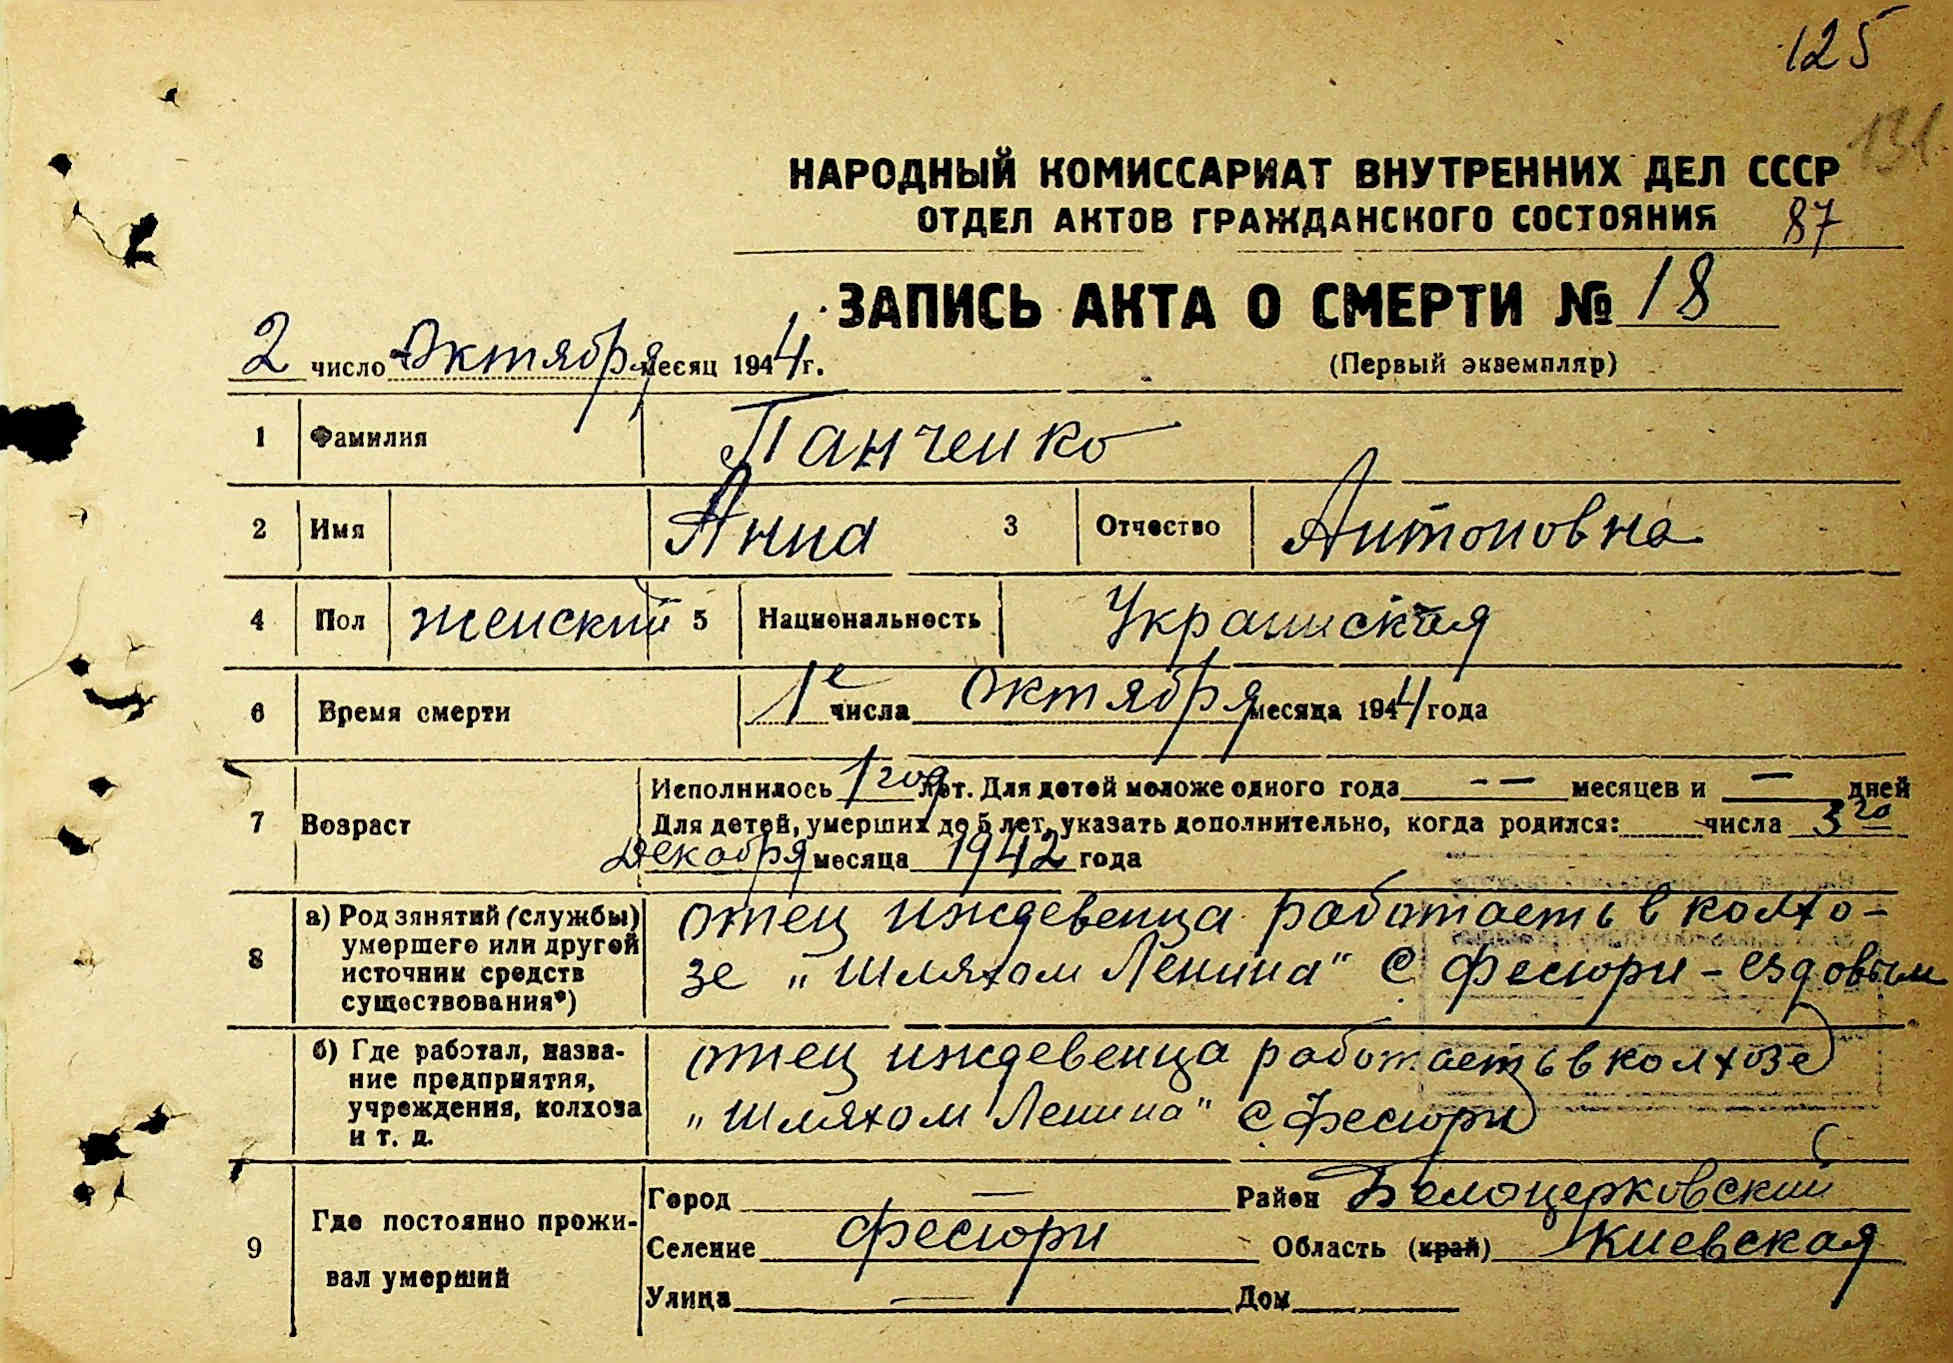 125
131.
НАРОДНЫЙ КОМИССАРИАТ ВНУТРЕННИХ ДЕЛ СССР
ОТДЕЛ АКТОВ ГРАЖДАНСКОГО СОСТОЯНИЯ 87
ЗАПИСЬ АКТА О СМЕРТИ № 18
2 число Октября месяц 1944 г. (Первый экземпляр)
1 Фамилия Панченко
2 Имя Анна 3 Отчество Антоновна
4 Пол женский 5 Национальность Украинская
6 Время смерти 1е числа Октября месяца 1944 года
7 Возраст Исполнилось 1 год лет. Для детей моложе одного года -- — месяцев и — дней
Для детей, умерших до 5 лет, указать дополнительно, когда родился: числа 3го
Декабря месяца 1942 года
8 а) Род занятий (службы) умершего или другой источник средств существования*)
отец иждевенца работаеть в колхо-
зе "Шляхом Ленина" с Фесюри - ездовым
б) Где работал, название предприятия, учреждения, колхоза и т. д.
отец иждевенца работаеть в колхозе
"Шляхом Ленина" с. Фесюри
9 Где постоянно проживал умерший
Город — Район Белоцерковский
Селение Фесюри Область (край) Киевская
Улица — Дом